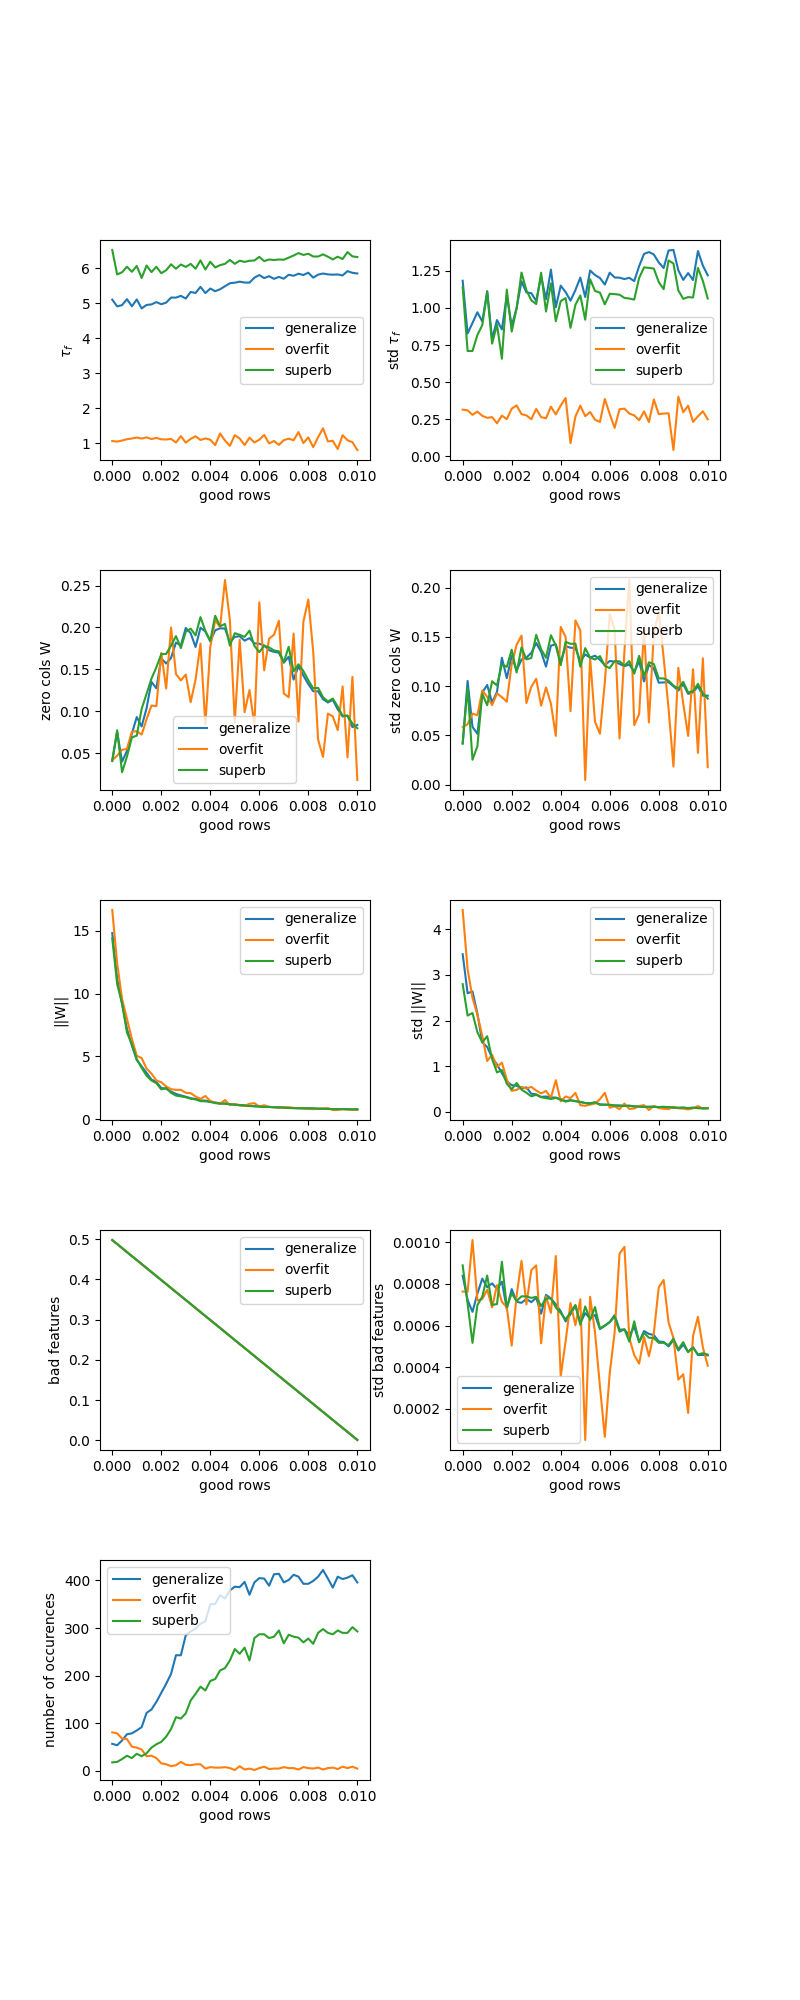 6
5
4
3
2
1
τf
generalize
overfit
superb
0.000 0.002 0.004 0.006 0.008 0.010
good rows
1.25
1.00
0.75
0.50
0.25
0.00
std τf
generalize
overfit
superb
0.000 0.002 0.004 0.006 0.008 0.010
good rows
0.25
0.20
0.15
0.10
0.05
zero cols W
generalize
overfit
superb
0.000 0.002 0.004 0.006 0.008 0.010
good rows
0.20
0.15
0.10
0.05
0.00
std zero cols W
generalize
overfit
superb
0.000 0.002 0.004 0.006 0.008 0.010
good rows
15
10
5
0
||W||
generalize
overfit
superb
0.000 0.002 0.004 0.006 0.008 0.010
good rows
4
3
2
1
0
std ||W||
generalize
overfit
superb
0.000 0.002 0.004 0.006 0.008 0.010
good rows
0.5
0.4
0.3
0.2
0.1
0.0
bad features
generalize
overfit
superb
0.000 0.002 0.004 0.006 0.008 0.010
good rows
0.0010
0.0008
0.0006
0.0004
0.0002
std bad features
generalize
overfit
superb
0.000 0.002 0.004 0.006 0.008 0.010
good rows
400
300
200
100
0
number of occurences
generalize
overfit
superb
0.000 0.002 0.004 0.006 0.008 0.010
good rows